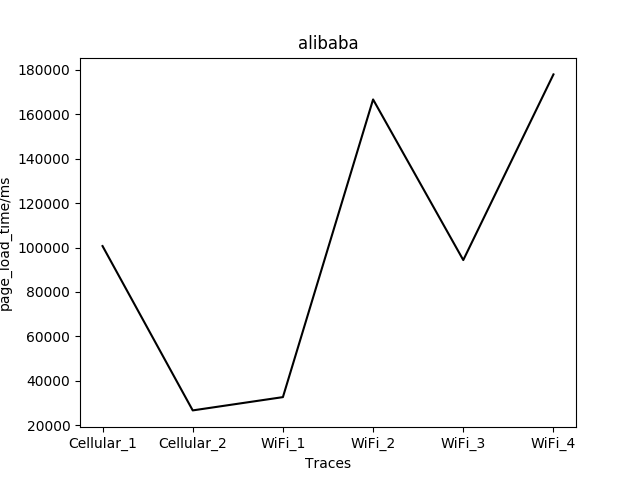 alibaba
180000
160000
140000
120000
100000
80000
60000
40000
20000
page_load_time/ms
Cellular_1 Cellular_2 WiFi_1 WiFi_2 WiFi_3 WiFi_4
Traces